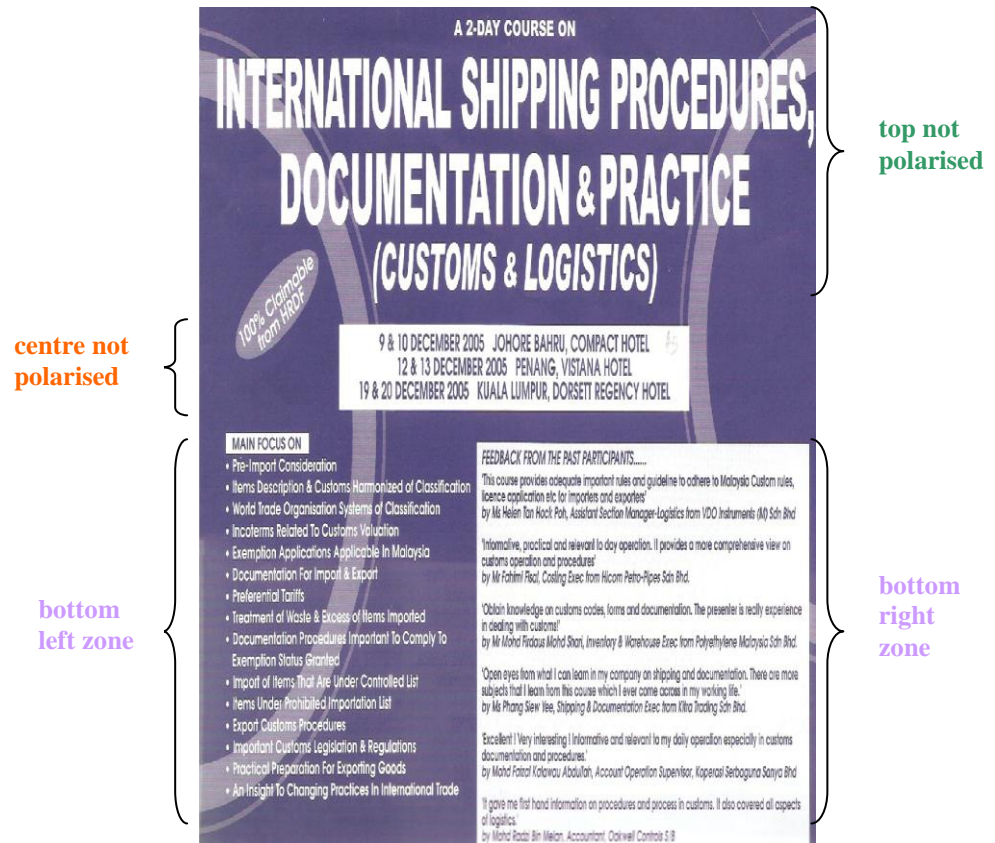 A 2-DAY COURSE ON
INTERNATIONAL SHIPPING PROCEDURES,
DOCUMENTATION & PRACTICE
(CUSTOMS & LOGISTICS)
top not
polarised
100% Claimable
from HRDF
centre not
polarised
9 & 10 DECEMBER 2005 JOHORE BAHRU, COMPACT HOTEL
12 & 13 DECEMBER 2005 PENANG, VISTANA HOTEL
19 & 20 DECEMBER 2005 KUALA LUMPUR, DORSETT REGENCY HOTEL
bottom
left zone
MAIN FOCUS ON
• Pre-Import Consideration
• Items Description & Customs Harmonized of Classification
• World Trade Organisation Systems of Classification
• Incoterms Related To Customs Valuation
• Exemption Applications Applicable In Malaysia
• Documentation For Import & Export
• Preferential Tariffs
• Treatment of Waste & Excess of Items Imported
• Documentation Procedures Important To Comply To
Exemption Status Granted
• Import of Items That Are Under Controlled List
• Items Under Prohibited Importation List
• Export Customs Procedures
• Important Customs Legislation & Regulations
• Practical Preparation For Exporting Goods
• An Insight To Changing Practices In International Trade
FEEDBACK FROM THE PAST PARTICIPANTS......
'This course provides adequate important rules and guideline to adhere to Malaysia Custom rules,
licence application etc for importers and exporters'
by Ms Helen Tan Hock Poh, Assistant Section Manager-Logistics from VDO Instruments (M) Sdn Bhd
'Informative, practical and relevant to day operation. It provides a more comprehensive view on
customs operation and procedures'
by Mr Fahimi Fisal, Costing Exec from Hicom Petro-Pipes Sdn Bhd.
'Obtain knowledge on customs codes, forms and documentation. The presenter is really experience
in dealing with customs!'
by Mr Mohd Firdaus Mohd Shari, Inventory & Warehouse Exec from Polyethylene Malaysia Sdn Bhd.
'Open eyes from what I can learn in my company on shipping and documentation. There are more
subjects that I learn from this course which I ever come across in my working life.'
by Ms Phang Siew Yee, Shipping & Documentation Exec from Kitra Trading Sdn Bhd.
'Excellent ! Very interesting ! Informative and relevant to my daily operation especially in customs
documentation and procedures.'
by Mohd Faizal Kalawau Abdullah, Account Operation Supervisor, Koperasi Serbaguna Sanya Bhd
'It gave me first hand information on procedures and process in customs. It also covered all aspects
of logistics.'
by Mohd Radzi Bin Melan, Accountant, Oakwell Controls S/B
bottom
right
zone